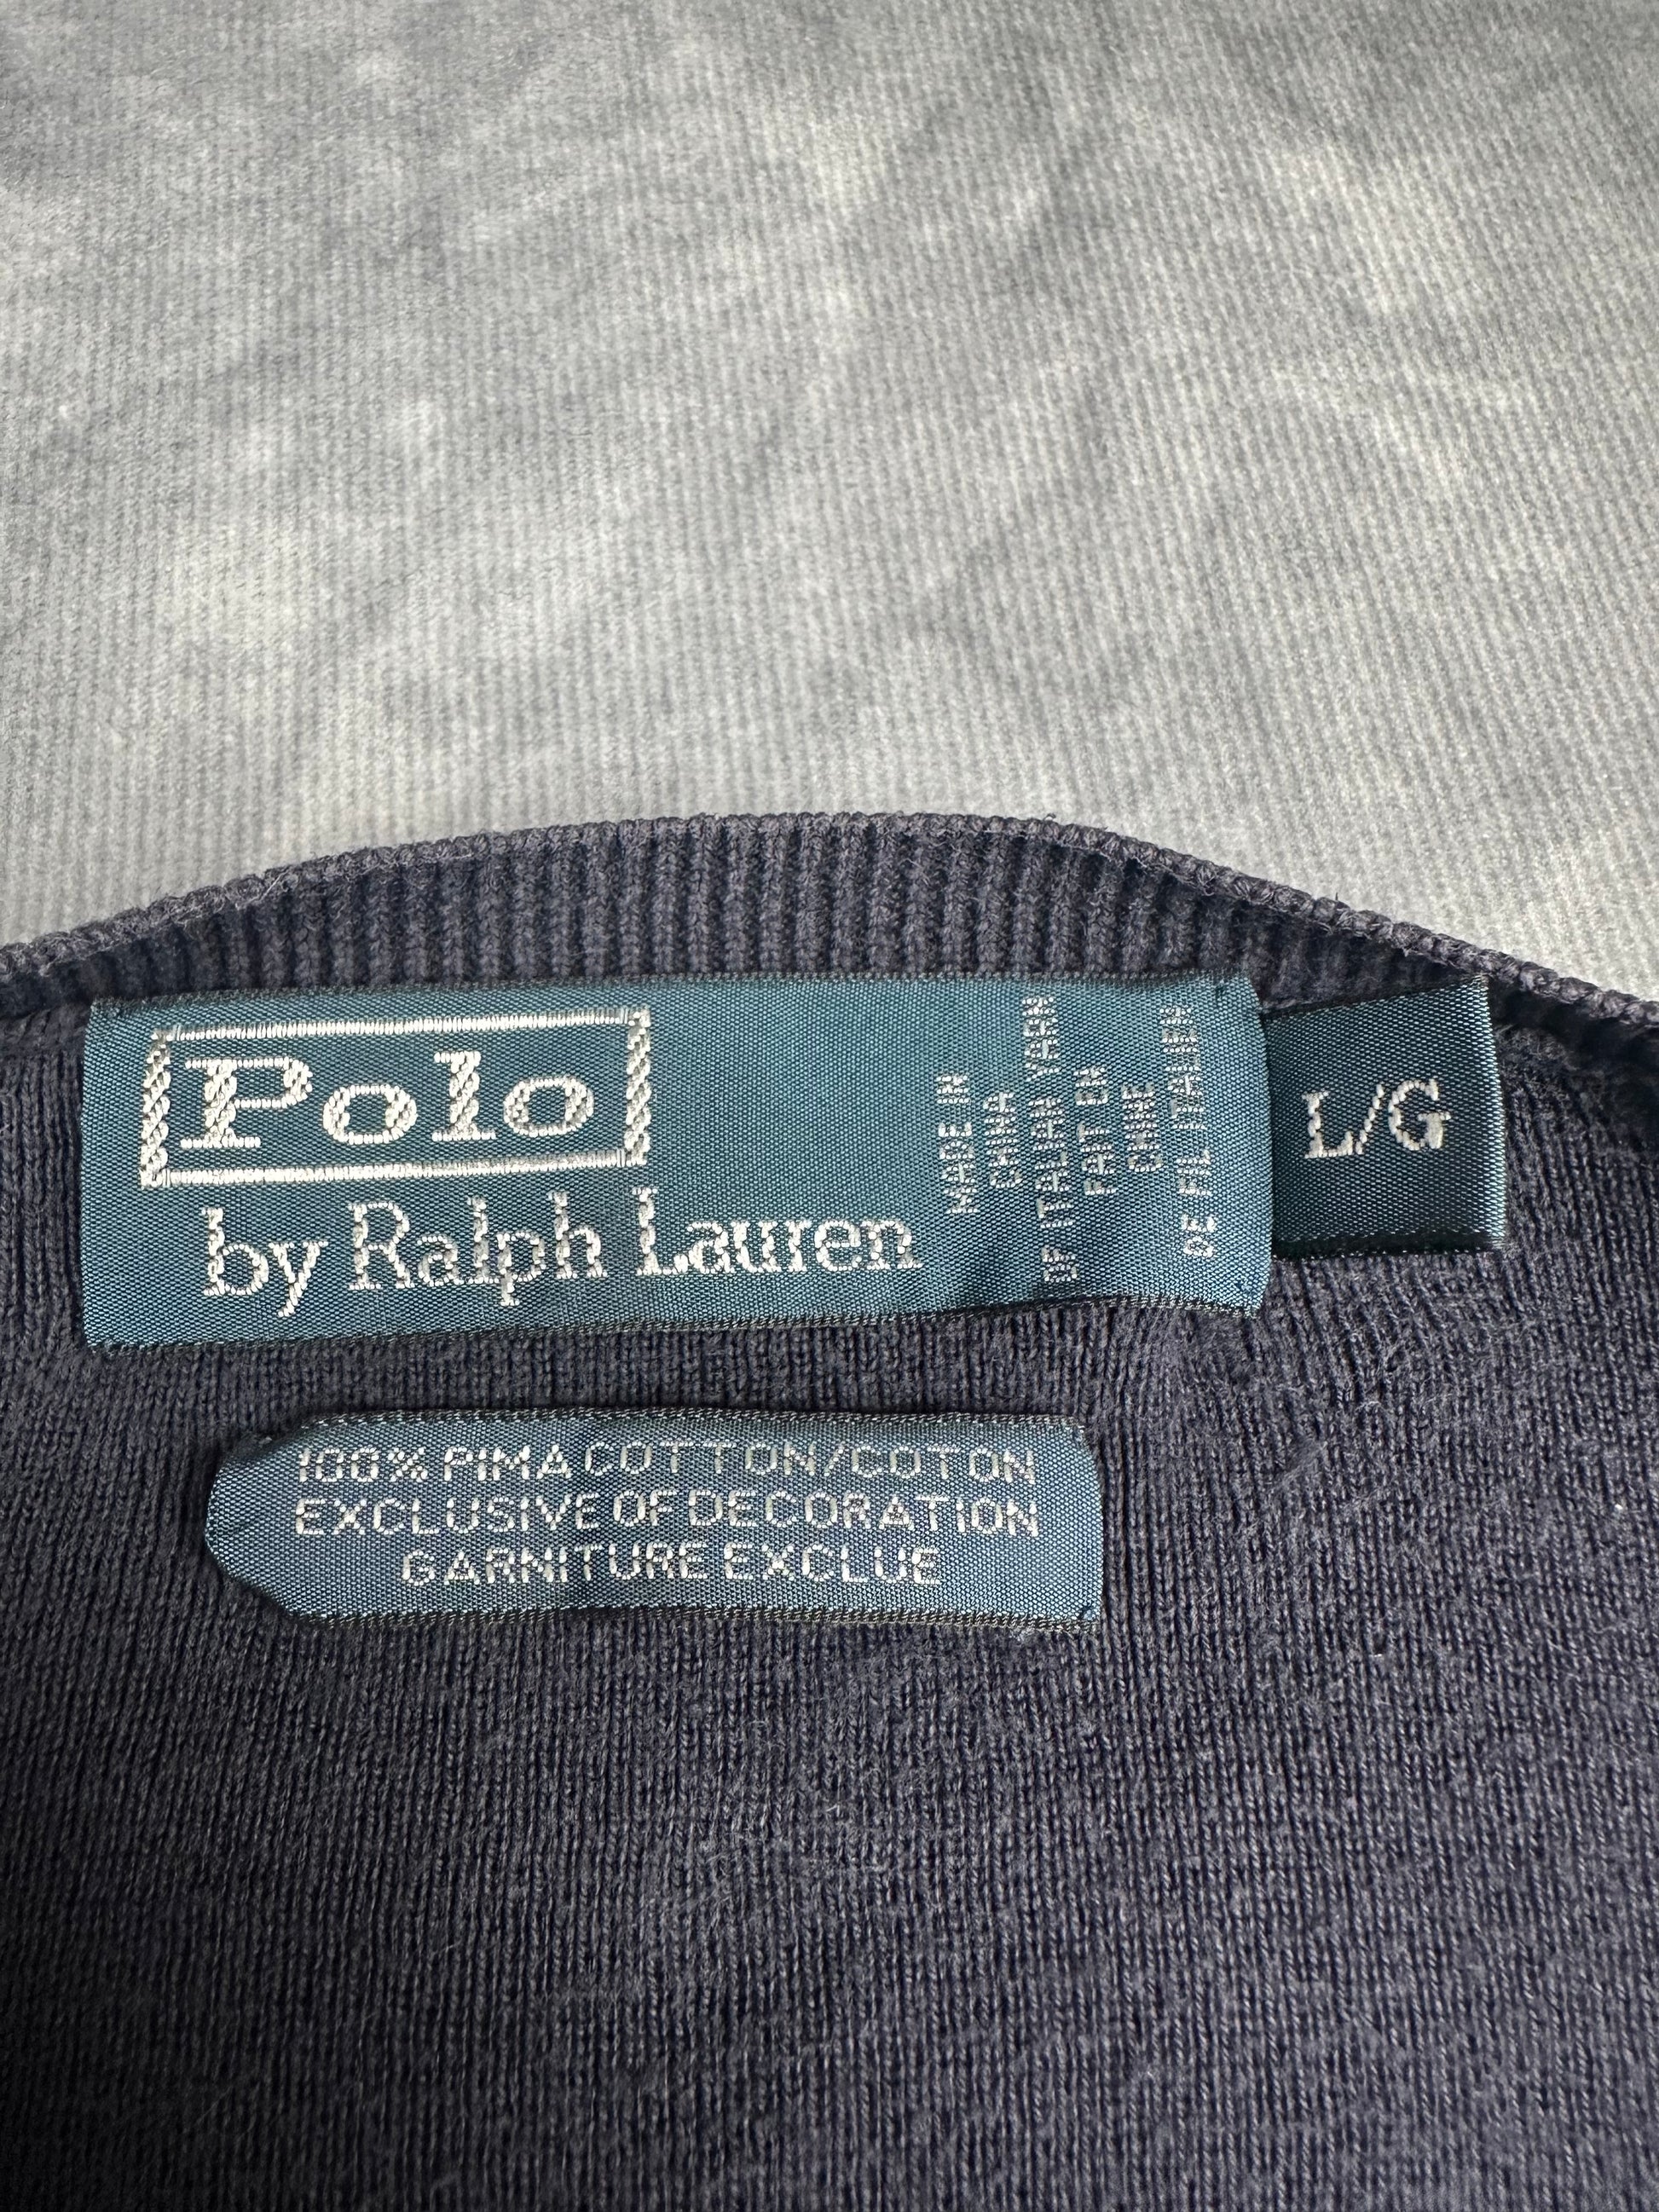 Polo
by Ralph Lauren
MADE IN
CHINA
OF ITALIAN YARN
FAIT EN
CHINE
DE FIL ITALIEN
L/G
100% PIMA COTTON/COTON
EXCLUSIVE OF DECORATION
GARNITURE EXCLUE